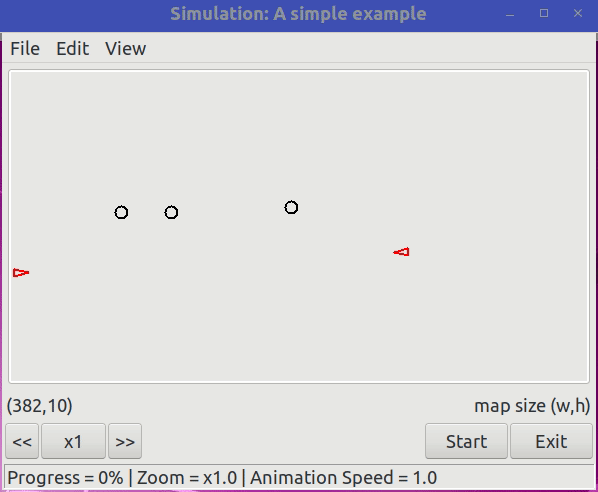 Simulation: A simple example
File Edit View
(382,10) map size (w,h)
<< x1 >> Start Exit
Progress = 0% | Zoom = x1.0 | Animation Speed = 1.0